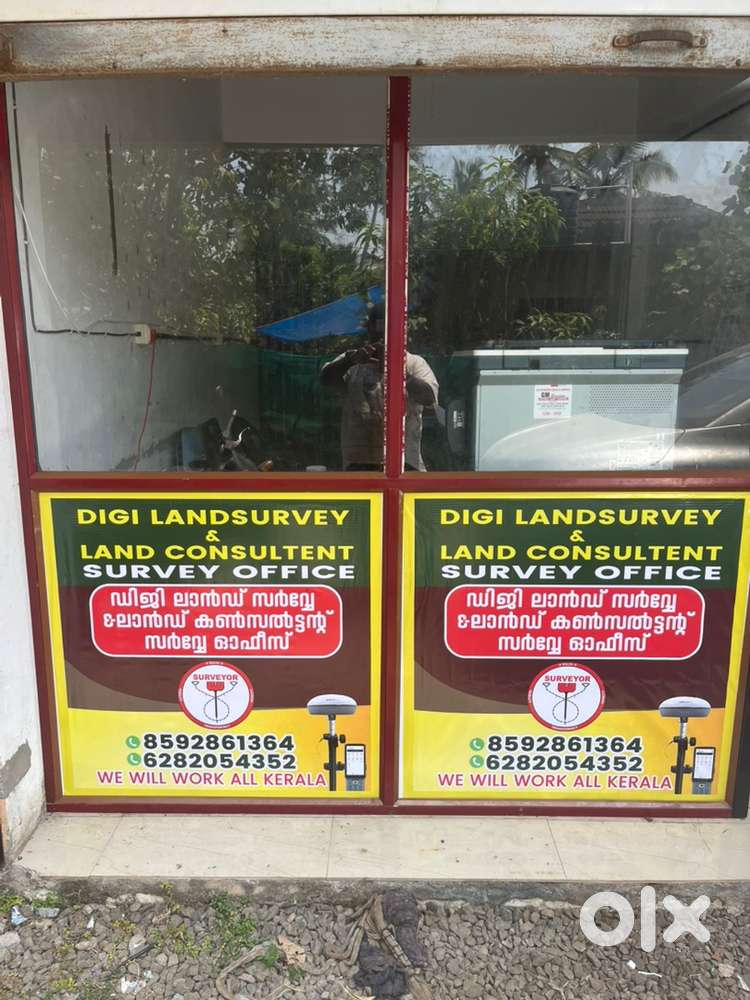 CM
DIGI LANDSURVEY
&
LAND CONSULTENT
SURVEY OFFICE
ഡിജി ലാൻഡ് സർവ്വേ
&ലാൻഡ് കൺസൽട്ടന്റ്
സർവ്വേ ഓഫീസ്
SURVEYOR
8592861364
6282054352
WE WILL WORK ALL KERALA
DIGI LANDSURVEY
&
LAND CONSULTENT
SURVEY OFFICE
ഡിജി ലാൻഡ് സർവ്വേ
&ലാൻഡ് കൺസൽട്ടന്റ്
സർവ്വേ ഓഫീസ്
SURVEYOR
8592861364
6282054352
WE WILL WORK ALL KERALA
olx